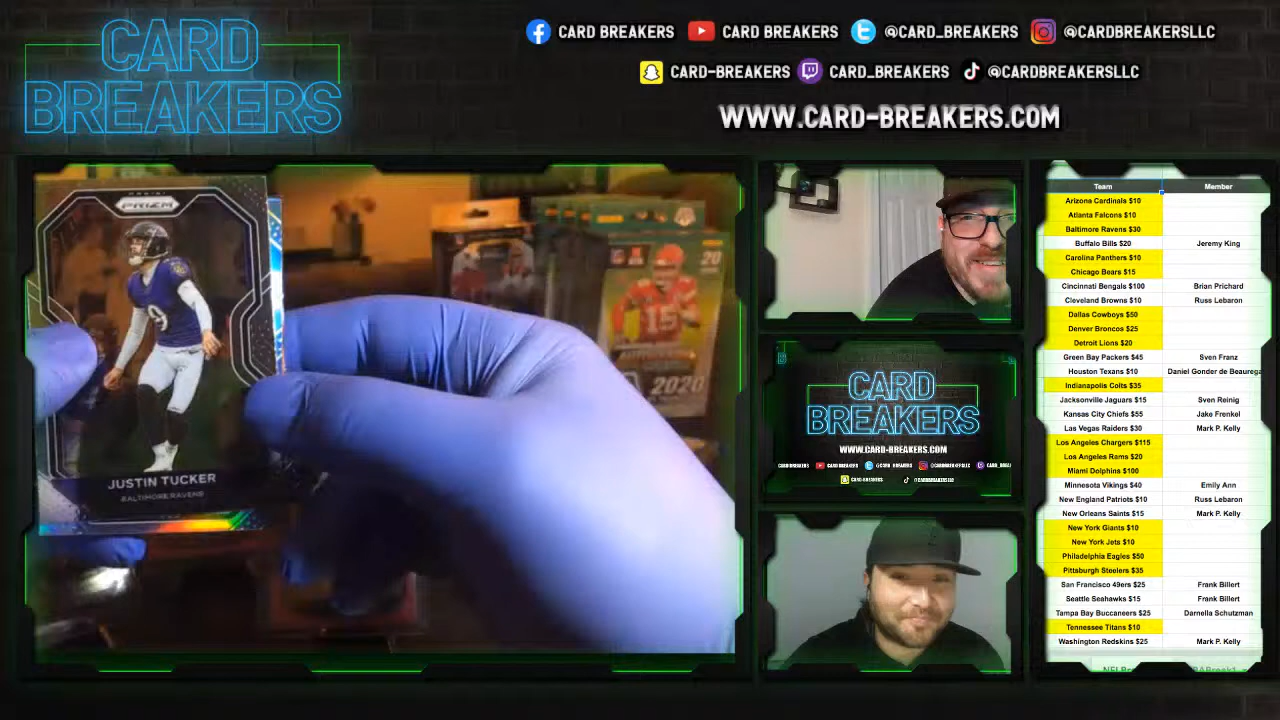 CARD
BREAKERS
CARD BREAKERS CARD BREAKERS @CARD_BREAKERS @CARDBREAKERSLLC
CARD-BREAKERS CARD_BREAKERS @CARDBREAKERSLLC
WWW.CARD-BREAKERS.COM
PRIZM
9
JUSTIN TUCKER
BALTIMORE RAVENS
20
15
2020
CARD
BREAKERS
WWW.CARD-BREAKERS.COM
Team Member
Arizona Cardinals $10
Atlanta Falcons $10
Baltimore Ravens $30
Buffalo Bills $20 Jeremy King
Carolina Panthers $10
Chicago Bears $15
Cincinnati Bengals $100 Brian Prichard
Cleveland Browns $10 Russ Lebaron
Dallas Cowboys $50
Denver Broncos $25
Detroit Lions $20
Green Bay Packers $45 Sven Franz
Houston Texans $10 Daniel Gonder de Beaurega
Indianapolis Colts $35
Jacksonville Jaguars $15 Sven Reinig
Kansas City Chiefs $55 Jake Frenkel
Las Vegas Raiders $30 Mark P. Kelly
Los Angeles Chargers $115
Los Angeles Rams $20
Miami Dolphins $100
Minnesota Vikings $40 Emily Ann
New England Patriots $10 Russ Lebaron
New Orleans Saints $15 Mark P. Kelly
New York Giants $10
New York Jets $10
Philadelphia Eagles $50
Pittsburgh Steelers $35
San Francisco 49ers $25 Frank Billert
Seattle Seahawks $15 Frank Billert
Tampa Bay Buccaneers $25 Darnella Schutzman
Tennessee Titans $10
Washington Redskins $25 Mark P. Kelly